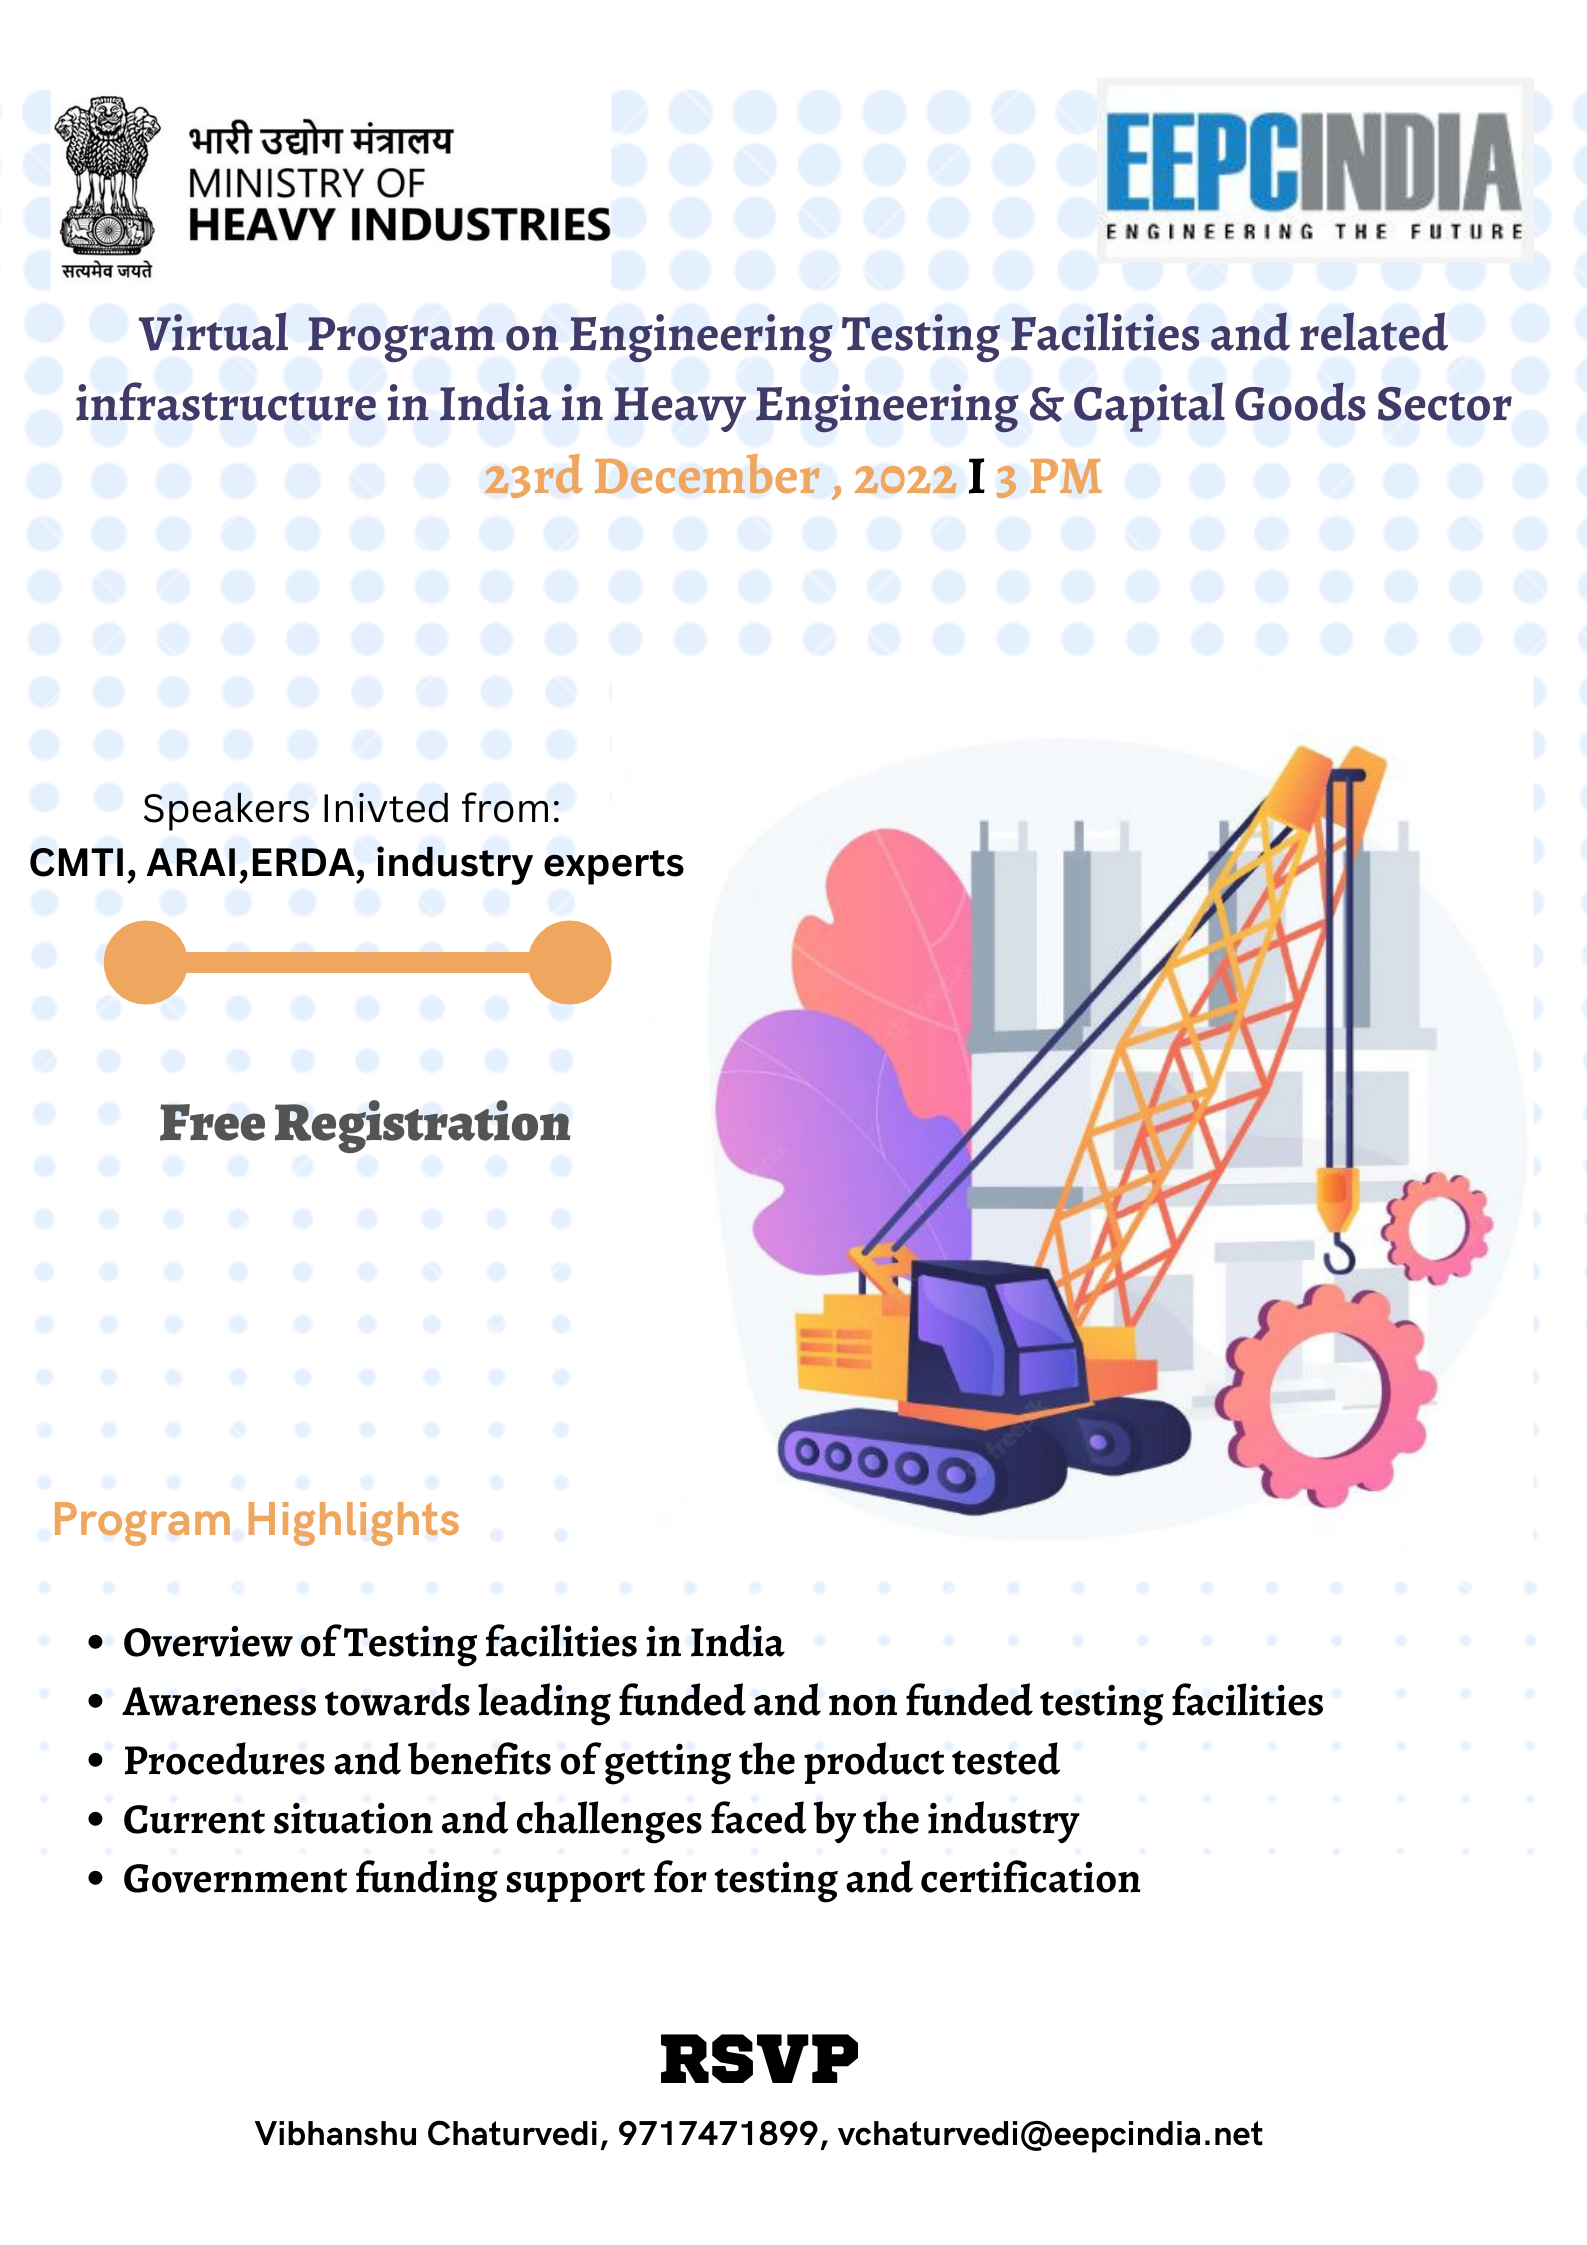 भारी उद्योग मंत्रालय
MINISTRY OF
HEAVY INDUSTRIES
सत्यमेव जयते
EEPCINDIA
ENGINEERING THE FUTURE
Virtual Program on Engineering Testing Facilities and related
infrastructure in India in Heavy Engineering & Capital Goods Sector
23rd December , 2022 I 3 PM
Speakers Inivted from:
CMTI, ARAI,ERDA, industry experts
Free Registration
freepik
Program Highlights
• Overview of Testing facilities in India
• Awareness towards leading funded and non funded testing facilities
• Procedures and benefits of getting the product tested
• Current situation and challenges faced by the industry
• Government funding support for testing and certification
RSVP
Vibhanshu Chaturvedi, 9717471899, vchaturvedi@eepcindia.net